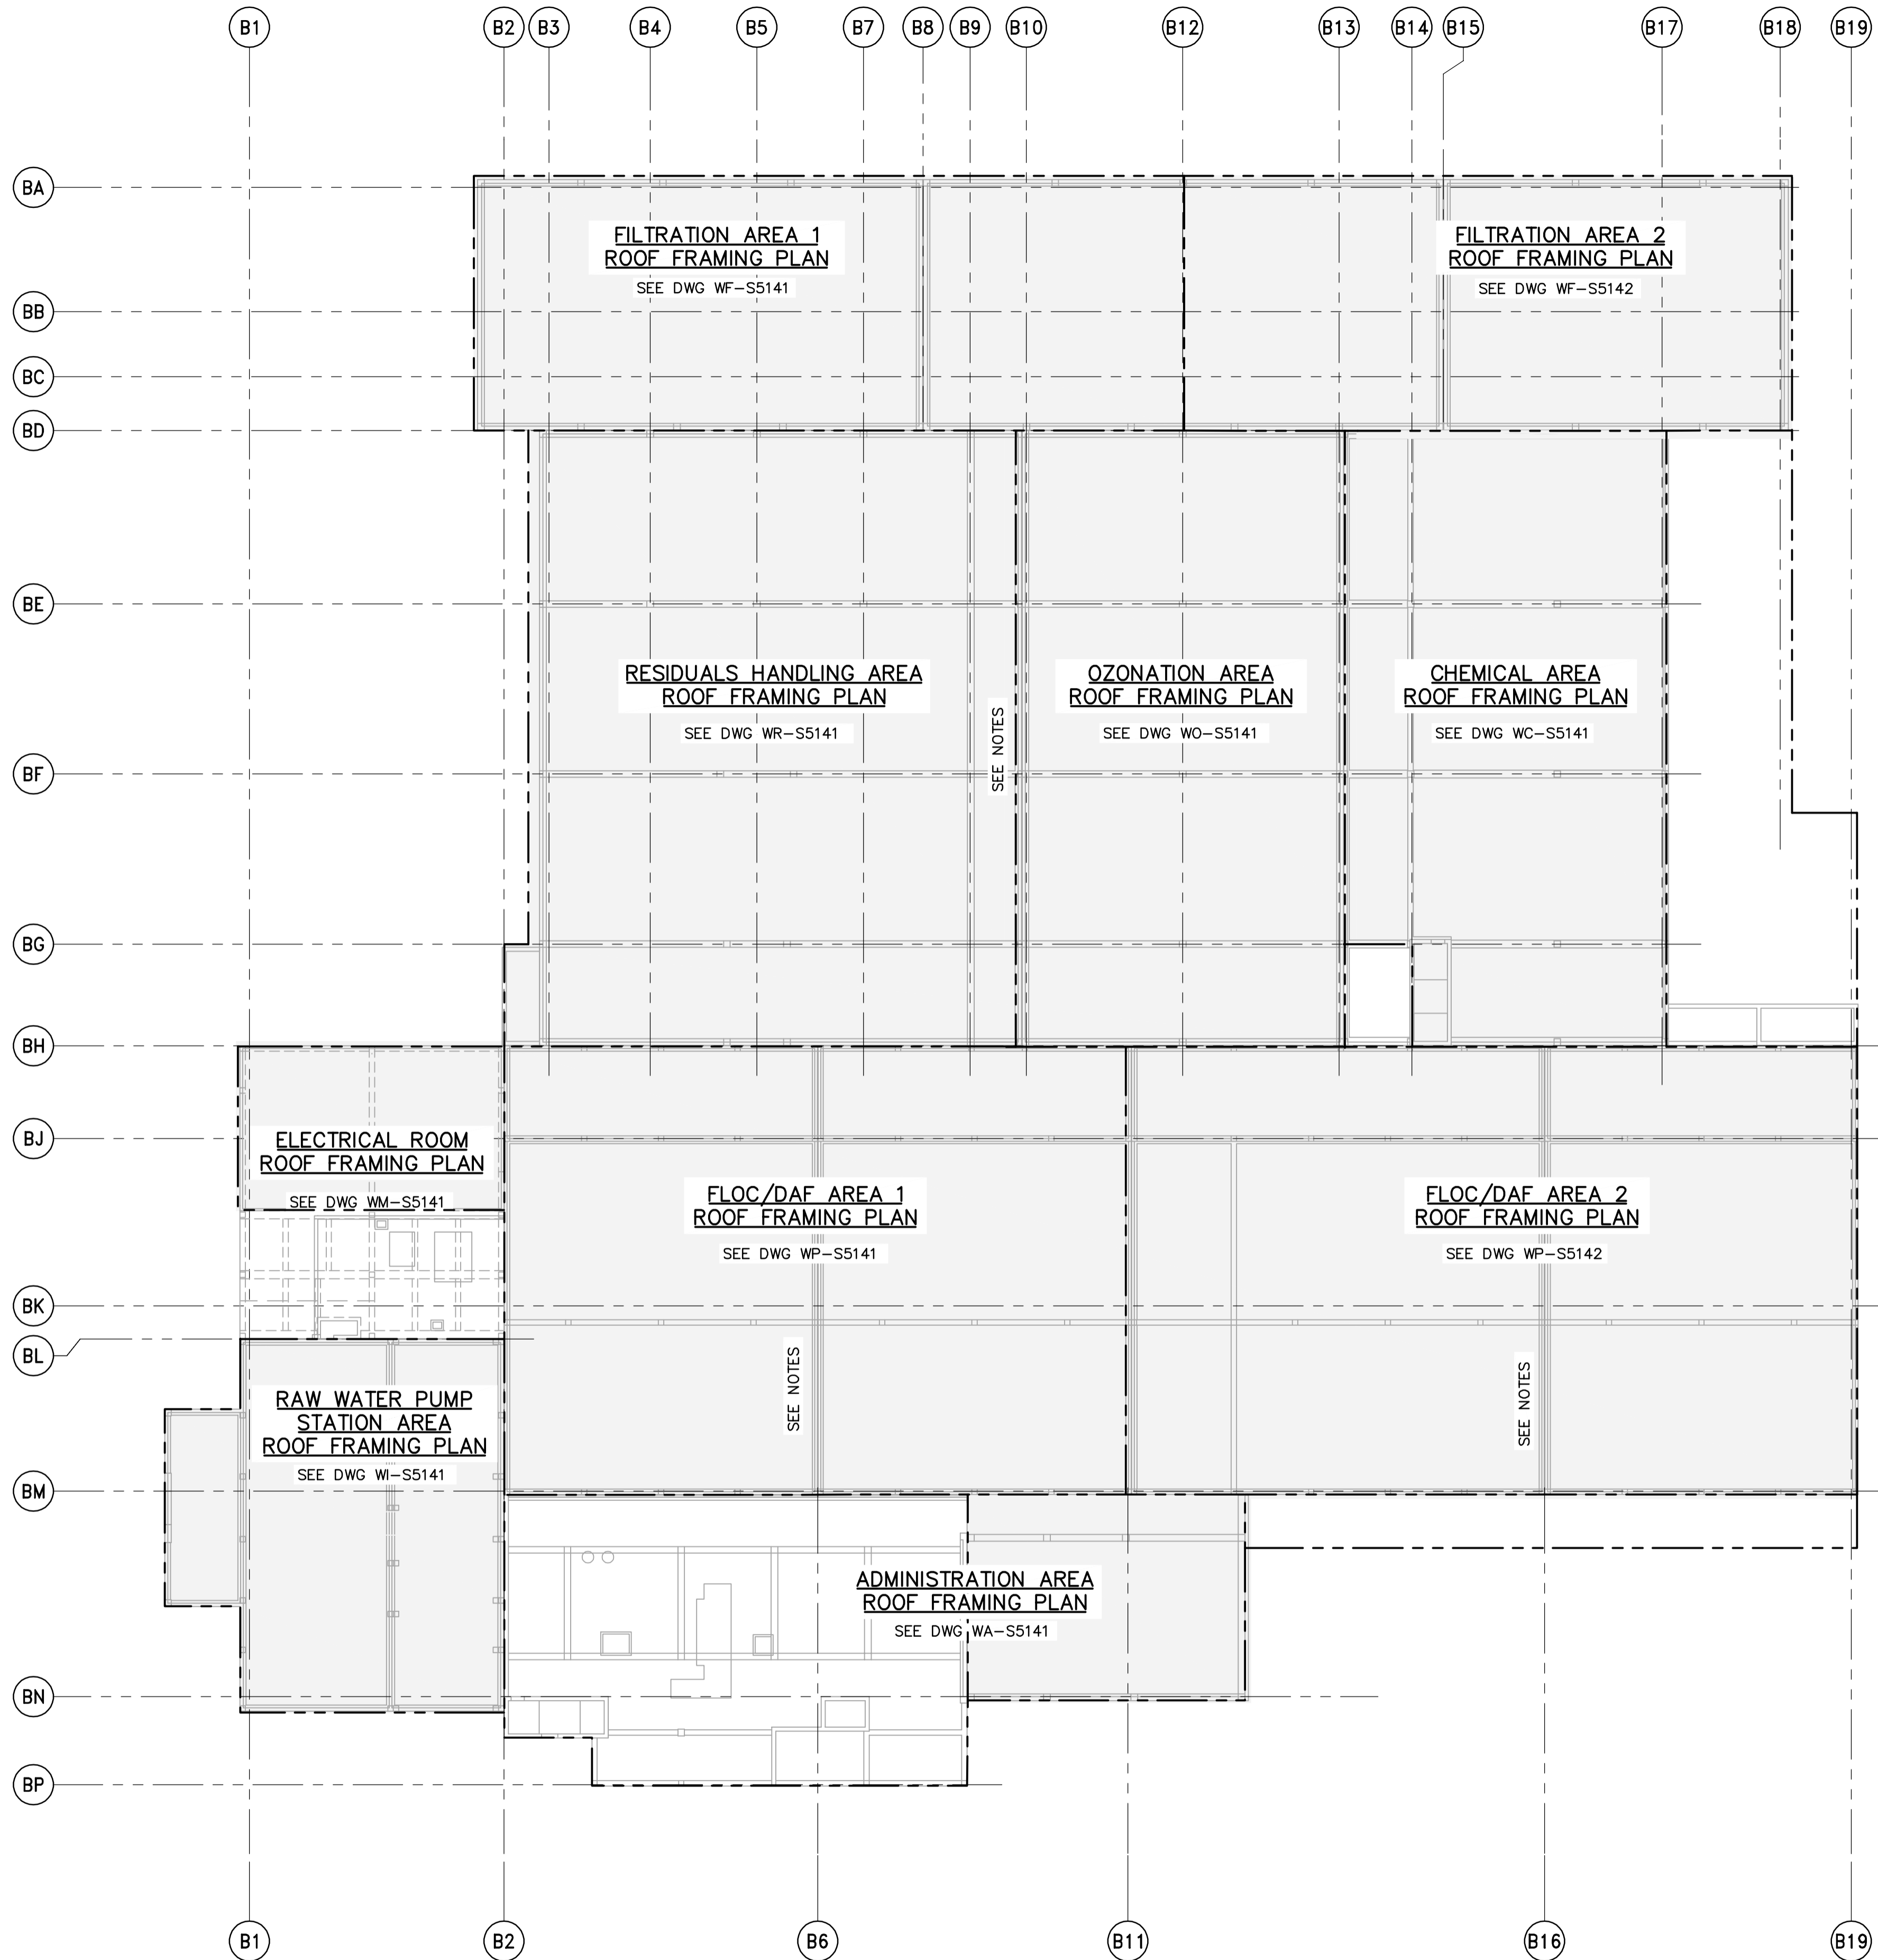 B1
B2
B3
B4
B5
B7
B8
B9
B10
B12
B13
B14
B15
B17
B18
B19
BA
FILTRATION AREA 1
ROOF FRAMING PLAN
SEE DWG WF-S5141
FILTRATION AREA 2
ROOF FRAMING PLAN
SEE DWG WF-S5142
BB
BC
BD
BE
RESIDUALS HANDLING AREA
ROOF FRAMING PLAN
SEE DWG WR-S5141
SEE NOTES
OZONATION AREA
ROOF FRAMING PLAN
SEE DWG WO-S5141
CHEMICAL AREA
ROOF FRAMING PLAN
SEE DWG WC-S5141
BF
BG
BH
BJ
ELECTRICAL ROOM
ROOF FRAMING PLAN
SEE DWG WM-S5141
FLOC/DAF AREA 1
ROOF FRAMING PLAN
SEE DWG WP-S5141
FLOC/DAF AREA 2
ROOF FRAMING PLAN
SEE DWG WP-S5142
BK
BL
SEE NOTES
SEE NOTES
RAW WATER PUMP
STATION AREA
ROOF FRAMING PLAN
SEE DWG WI-S5141
BM
ADMINISTRATION AREA
ROOF FRAMING PLAN
SEE DWG WA-S5141
BN
BP
B1
B2
B6
B11
B16
B19